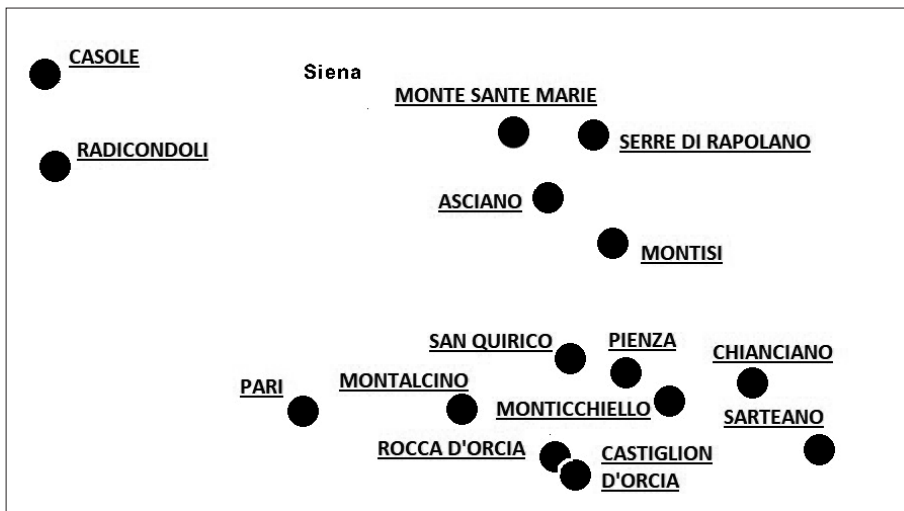 CASOLE
Siena
MONTE SANTE MARIE
RADICONDOLI
SERRE DI RAPOLANO
ASCIANO
MONTISI
SAN QUIRICO
PIENZA
CHIANCIANO
PARI
MONTALCINO
MONTICCHIELLO
SARTEANO
ROCCA D'ORCIA
CASTIGLION
D'ORCIA